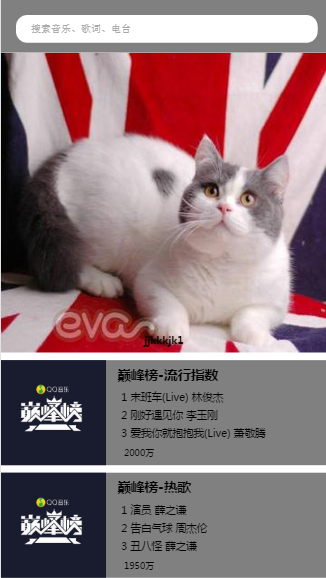 搜索音乐、歌词、电台
evar
jjkkkjk1
QQ音乐
巅峰榜
巅峰榜-流行指数
1 末班车(Live) 林俊杰
2 刚好遇见你 李玉刚
3 爱我你就抱抱我(Live) 萧敬腾
2000万
QQ音乐
巅峰榜
巅峰榜-热歌
1 演员 薛之谦
2 告白气球 周杰伦
3 丑八怪 薛之谦
1950万